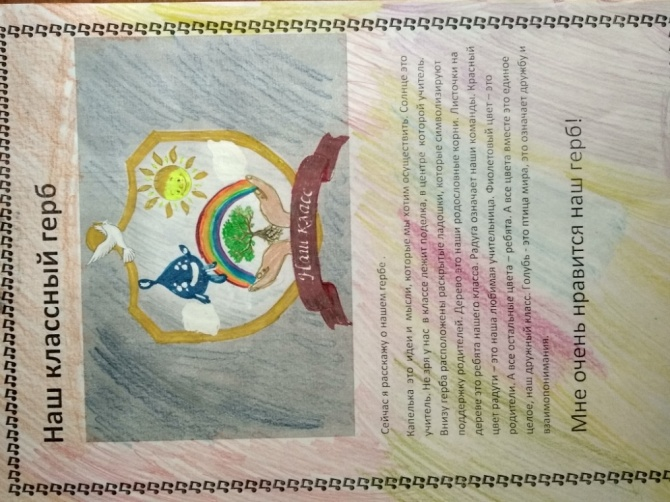 Наш классный герб
Наш класс
Сейчас я расскажу о нашем гербе.
Капелька это идеи и мысли, которые мы хотим осуществить. Солнце это
учитель. Не зря у нас в классе лежит поделка, в центре которой учитель.
Внизу герба расположены раскрытые ладошки, которые символизируют
поддержку родителей. Дерево это наши родословные корни. Листочки на
дереве это ребята нашего класса. Радуга означает наши команды. Красный
цвет радуги – это наша любимая учительница. Фиолетовый цвет – это
родители. А все остальные цвета – ребята. А все цвета вместе это единое
целое, наш дружный класс. Голубь - это птица мира, это означает дружбу и
взаимопонимания.
Мне очень нравится наш герб!